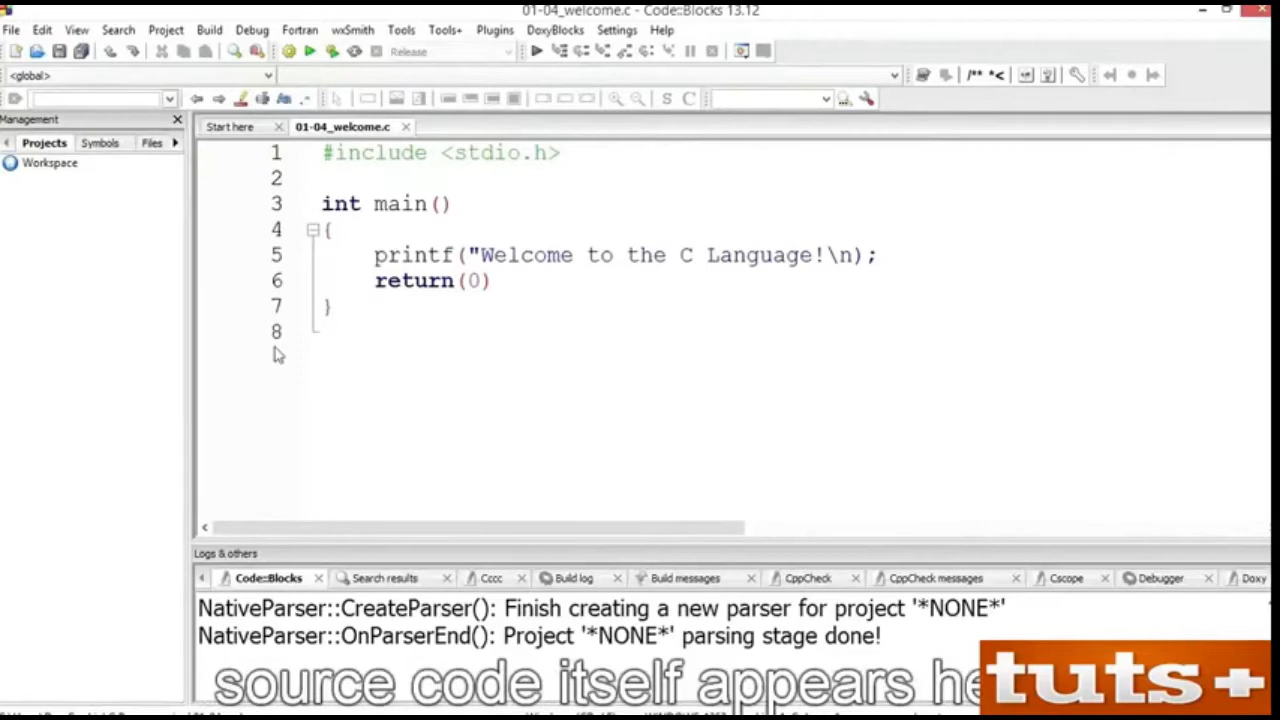 01-04_welcome.c - Code::Blocks 13.12
File Edit View Search Project Build Debug Fortran wxSmith Tools Tools+ Plugins DoxyBlocks Settings Help
Release
<global>
/** *<
S C
Management
Start here 01-04_welcome.c
Projects Symbols Files
Workspace
1 #include <stdio.h>
2
3 int main()
4 {
5 printf("Welcome to the C Language!\n);
6 return(0)
7 }
8
Logs & others
Code::Blocks Search results Cccc Build log Build messages CppCheck CppCheck messages Cscope Debugger Doxy
NativeParser::CreateParser(): Finish creating a new parser for project '*NONE*'
NativeParser::OnParserEnd(): Project '*NONE*' parsing stage done!
source code itself appears he
tuts+